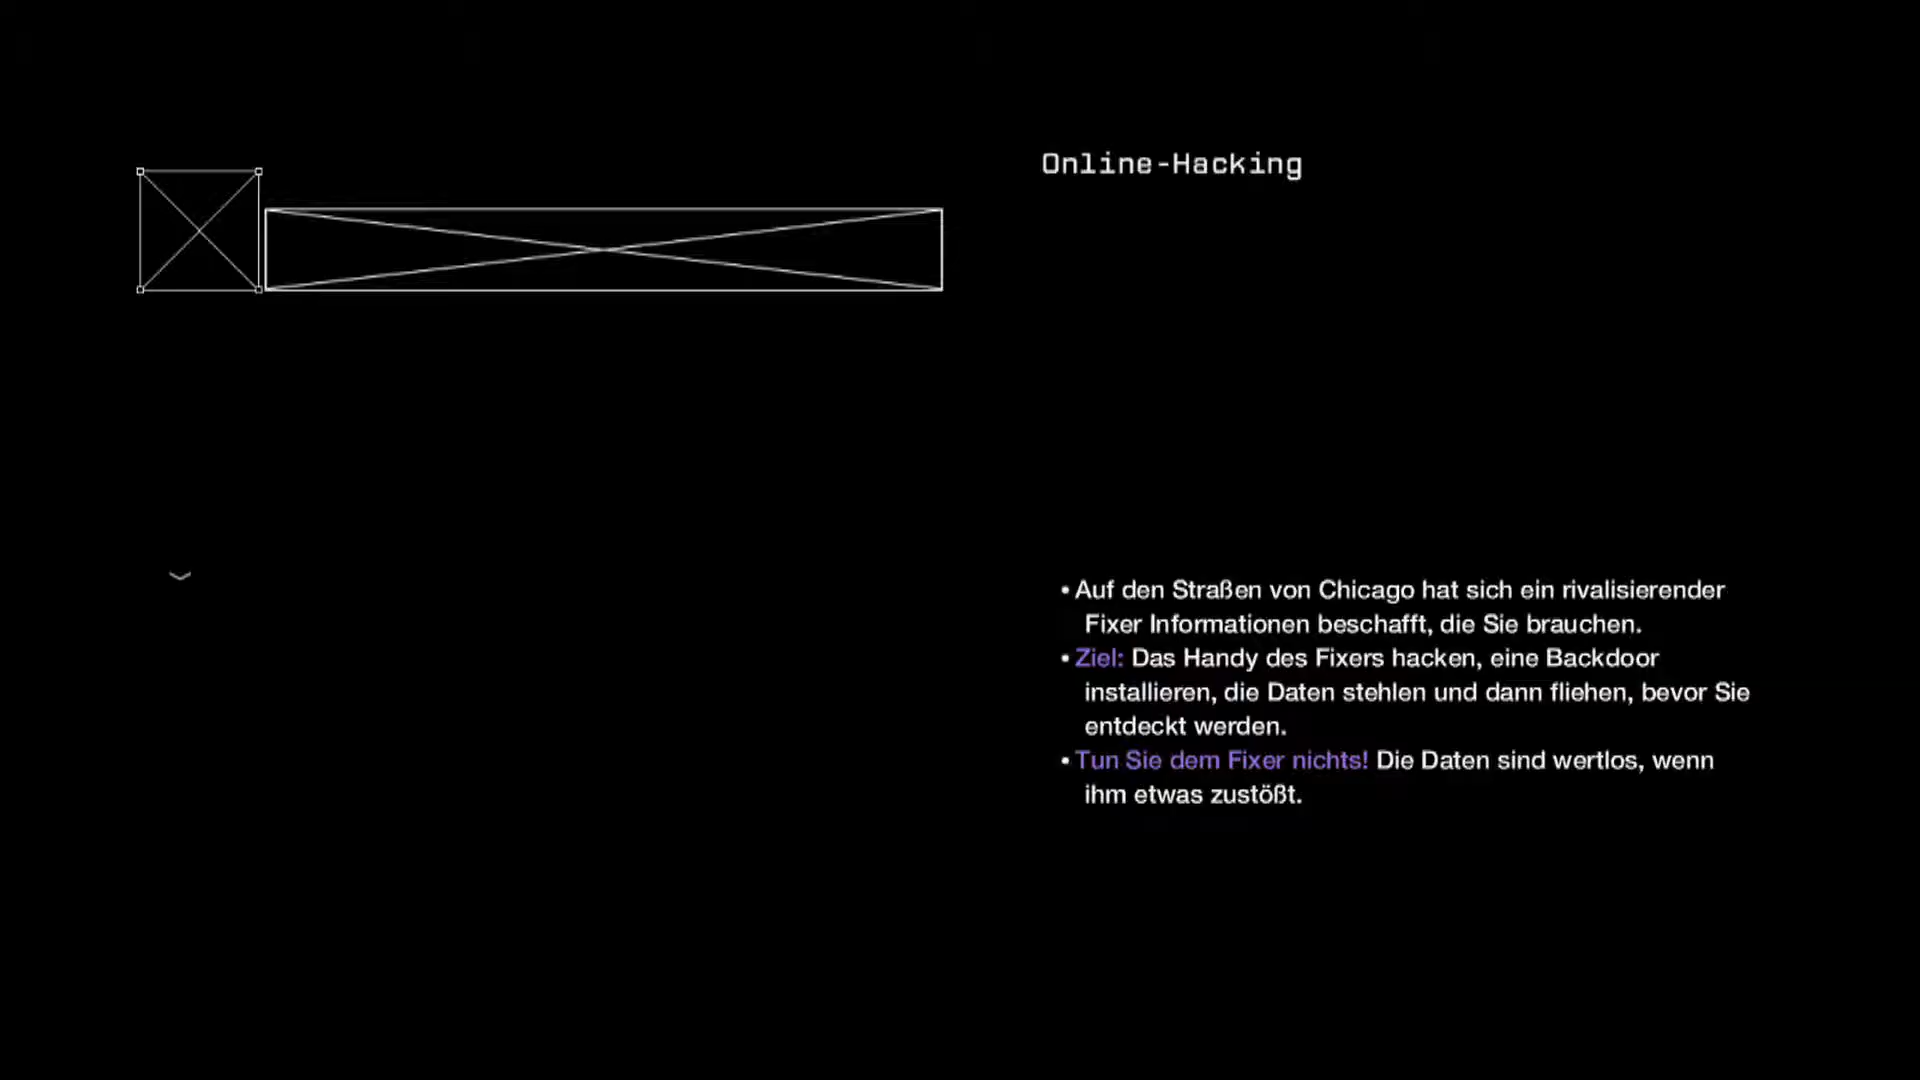 Online-Hacking
• Auf den Straßen von Chicago hat sich ein rivalisierender
Fixer Informationen beschafft, die Sie brauchen.
• Ziel: Das Handy des Fixers hacken, eine Backdoor
installieren, die Daten stehlen und dann fliehen, bevor Sie
entdeckt werden.
• Tun Sie dem Fixer nichts! Die Daten sind wertlos, wenn
ihm etwas zustößt.